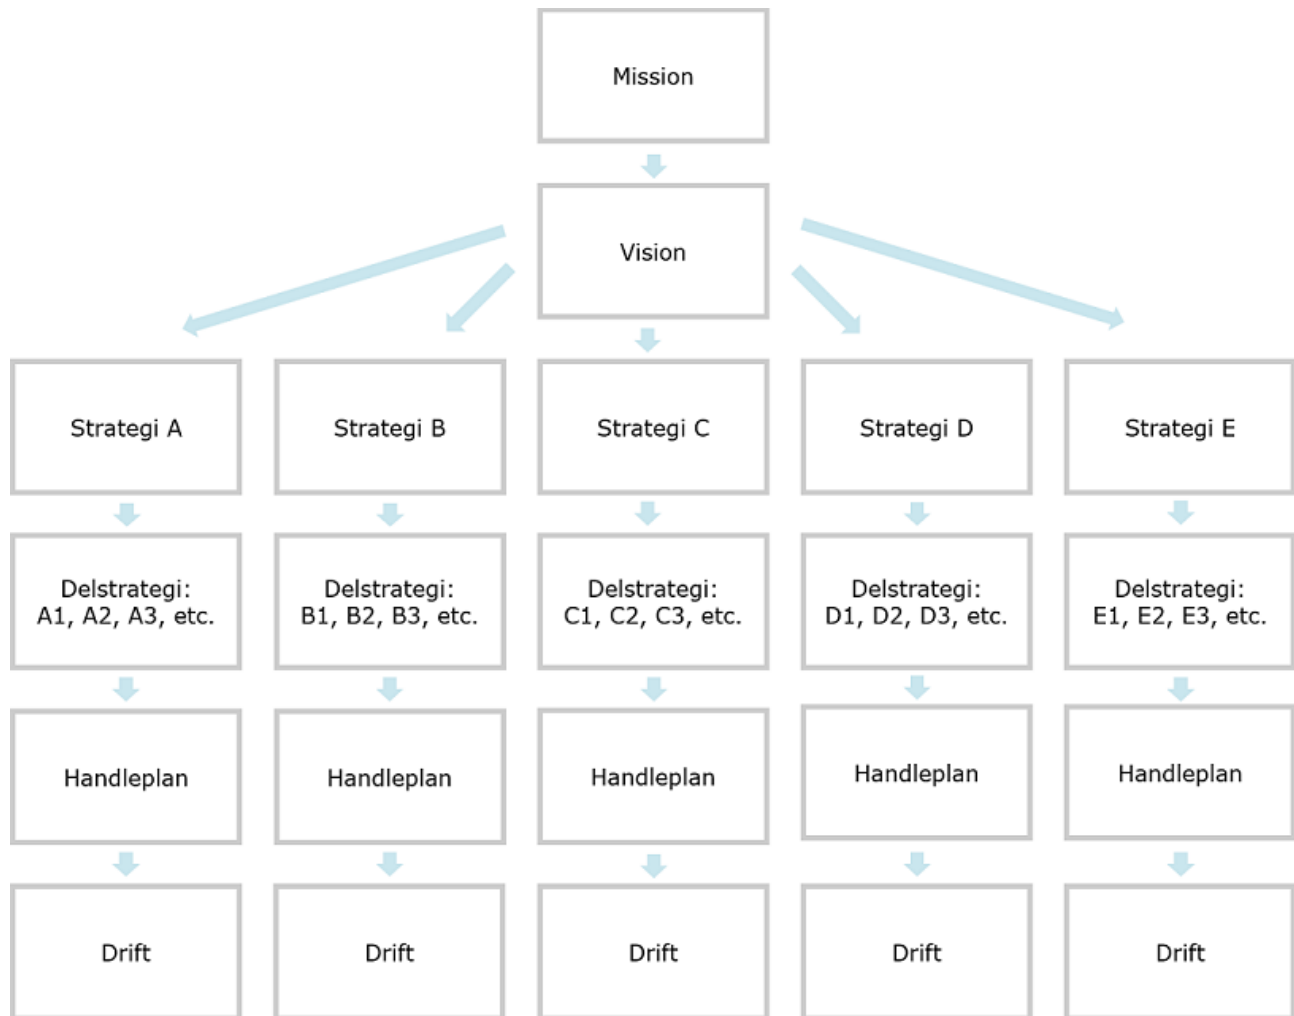 Mission
Vision
Strategi A
Strategi B
Strategi C
Strategi D
Strategi E
Delstrategi:
A1, A2, A3, etc.
Delstrategi:
B1, B2, B3, etc.
Delstrategi:
C1, C2, C3, etc.
Delstrategi:
D1, D2, D3, etc.
Delstrategi:
E1, E2, E3, etc.
Handleplan
Handleplan
Handleplan
Handleplan
Handleplan
Drift
Drift
Drift
Drift
Drift